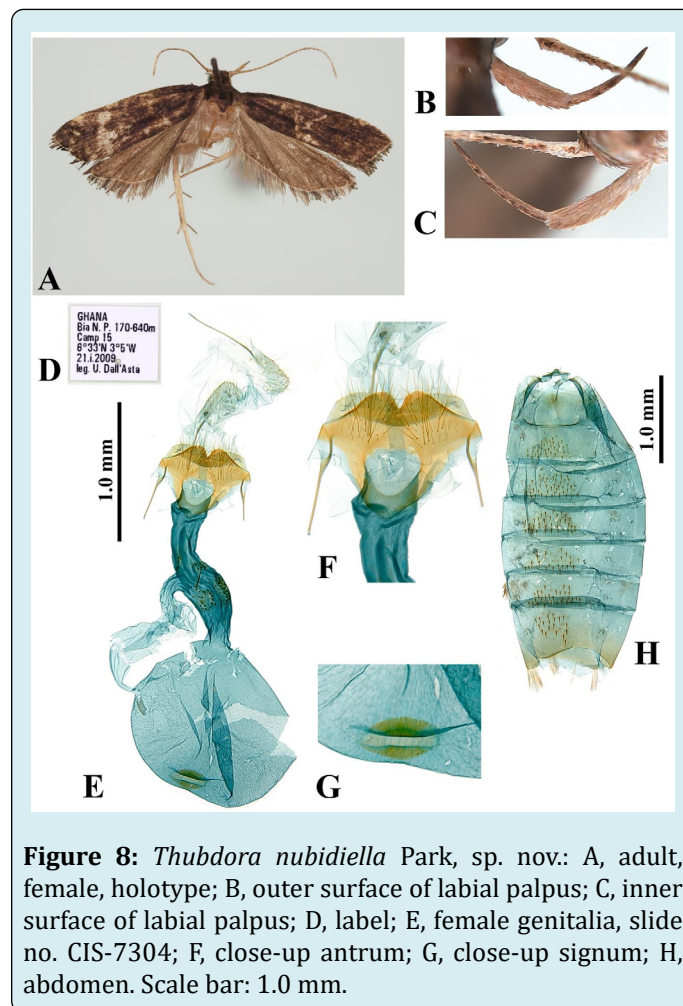 A
B
C
D
GHANA
Bia N. P. 170-640m
Camp 15
6°33'N 3°5'W
21.i.2009
leg. U. Dall'Asta
1.0 mm
1.0 mm
E
F
G
H
Figure 8: Thubdora nubidiella Park, sp. nov.: A, adult,
female, holotype; B, outer surface of labial palpus; C, inner
surface of labial palpus; D, label; E, female genitalia, slide
no. CIS-7304; F, close-up antrum; G, close-up signum; H,
abdomen. Scale bar: 1.0 mm.